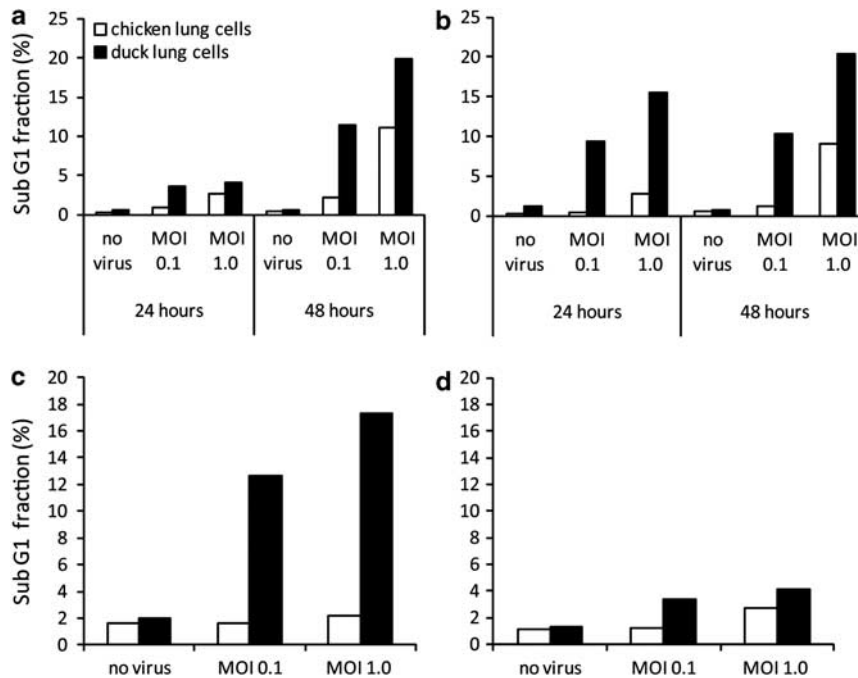 a
Sub G1 fraction (%)
25
20
15
10
5
0
chicken lung cells
duck lung cells
no virus
MOI 0.1
MOI 1.0
no virus
MOI 0.1
MOI 1.0
24 hours
48 hours
b
25
20
15
10
5
0
no virus
MOI 0.1
MOI 1.0
no virus
MOI 0.1
MOI 1.0
24 hours
48 hours
c
Sub G1 fraction (%)
20
18
16
14
12
10
8
6
4
2
0
no virus
MOI 0.1
MOI 1.0
d
20
18
16
14
12
10
8
6
4
2
0
no virus
MOI 0.1
MOI 1.0